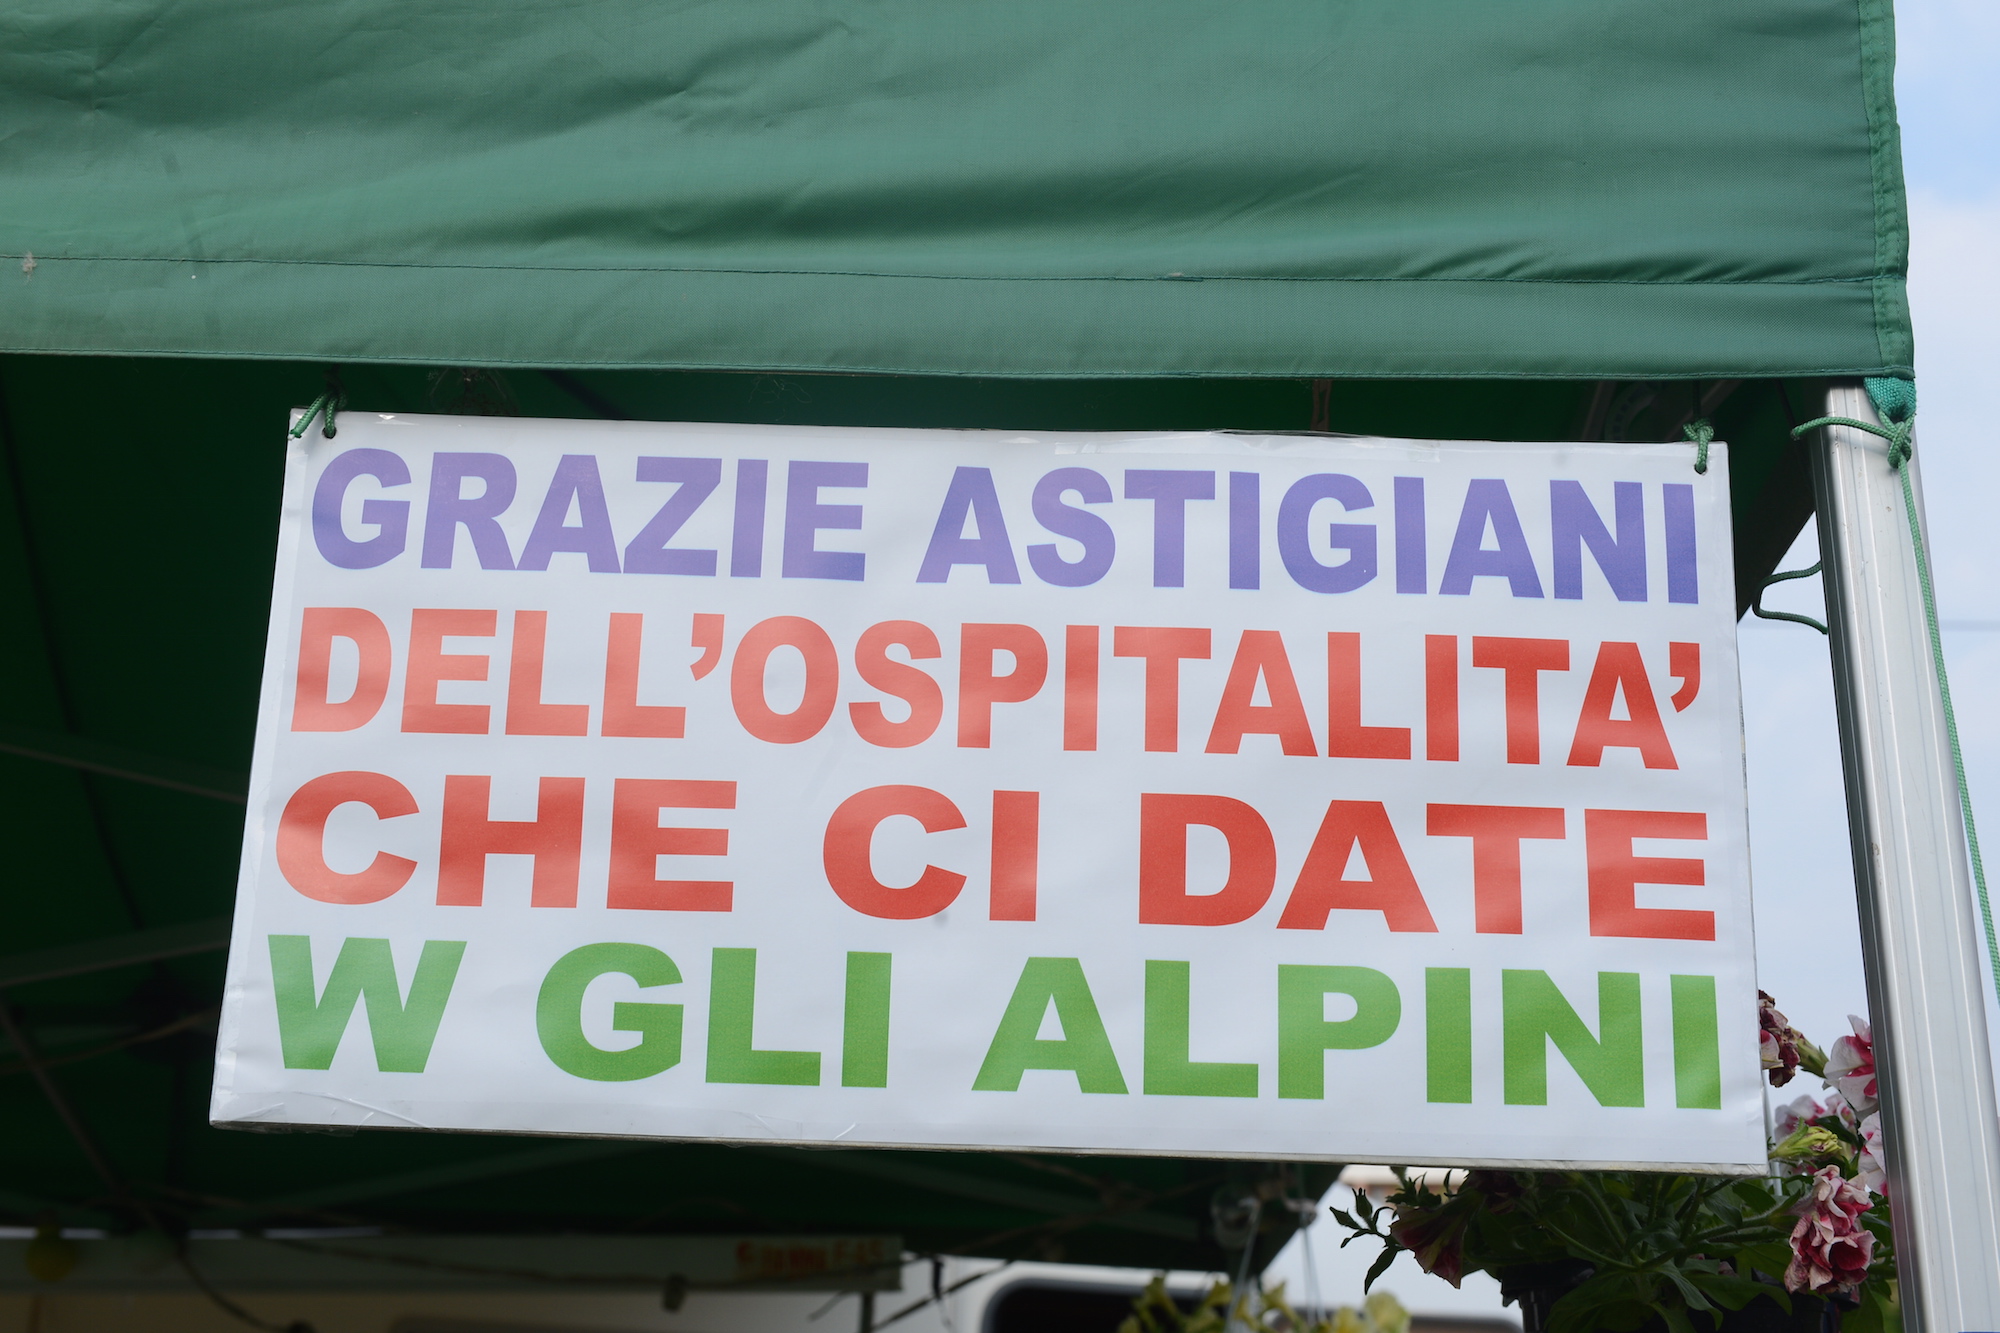 GRAZIE ASTIGIANI
DELL’OSPITALITA’
CHE CI DATE
W GLI ALPINI